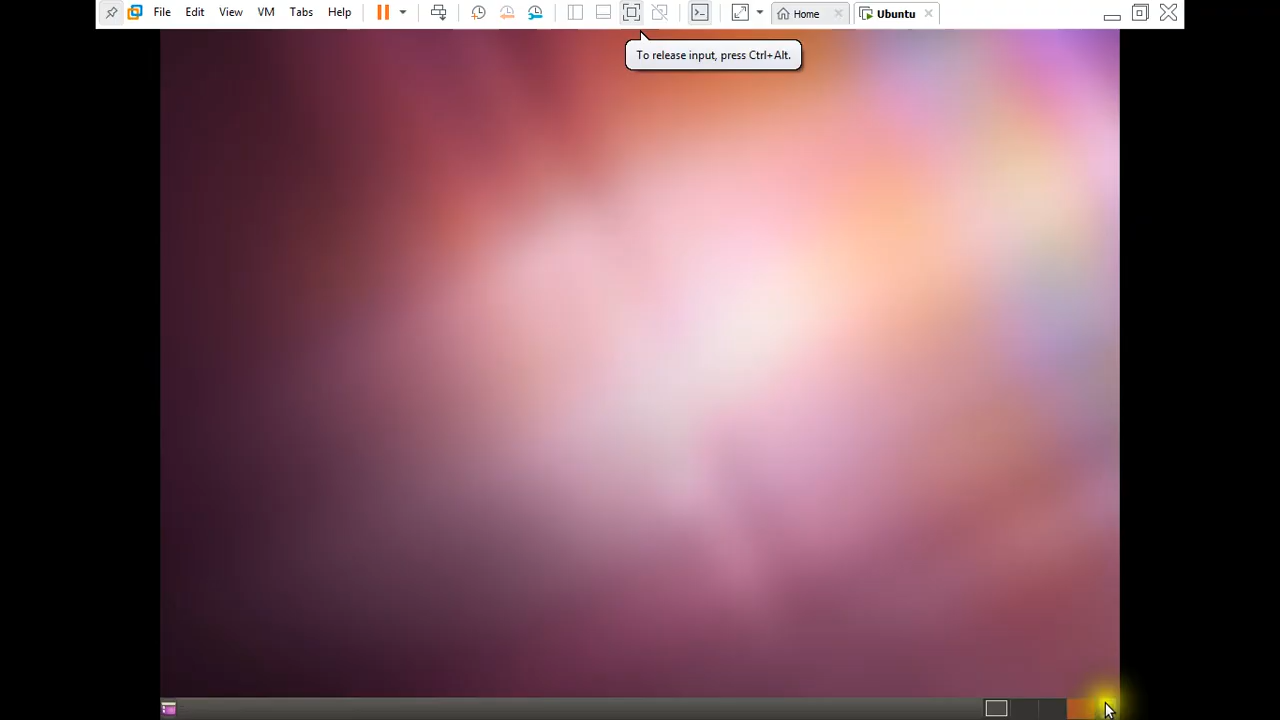 File Edit View VM Tabs Help Home Ubuntu
To release input, press Ctrl+Alt.